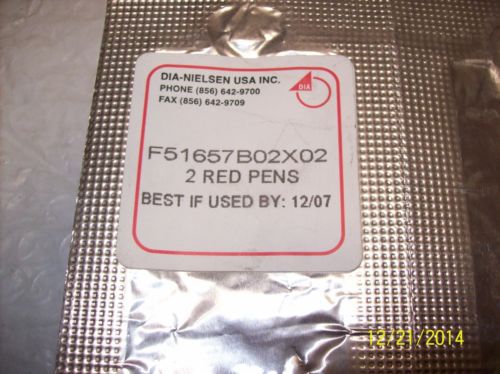 DIA-NIELSEN USA INC.
PHONE (856) 642-9700
FAX (856) 642-9709
DIA
F51657B02X02
2 RED PENS
BEST IF USED BY: 12/07
12/21/2014